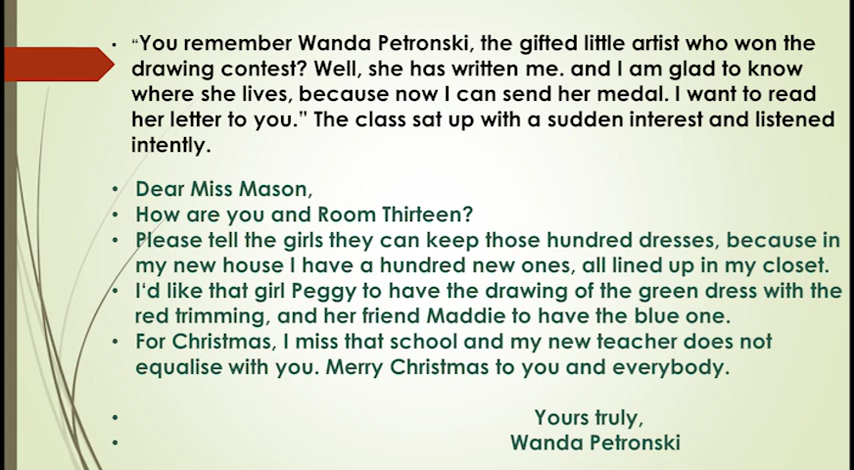 • “You remember Wanda Petronski, the gifted little artist who won the
drawing contest? Well, she has written me. and I am glad to know
where she lives, because now I can send her medal. I want to read
her letter to you.” The class sat up with a sudden interest and listened
intently.
• Dear Miss Mason,
• How are you and Room Thirteen?
• Please tell the girls they can keep those hundred dresses, because in
my new house I have a hundred new ones, all lined up in my closet.
• I‘d like that girl Peggy to have the drawing of the green dress with the
red trimming, and her friend Maddie to have the blue one.
• For Christmas, I miss that school and my new teacher does not
equalise with you. Merry Christmas to you and everybody.
• Yours truly,
• Wanda Petronski